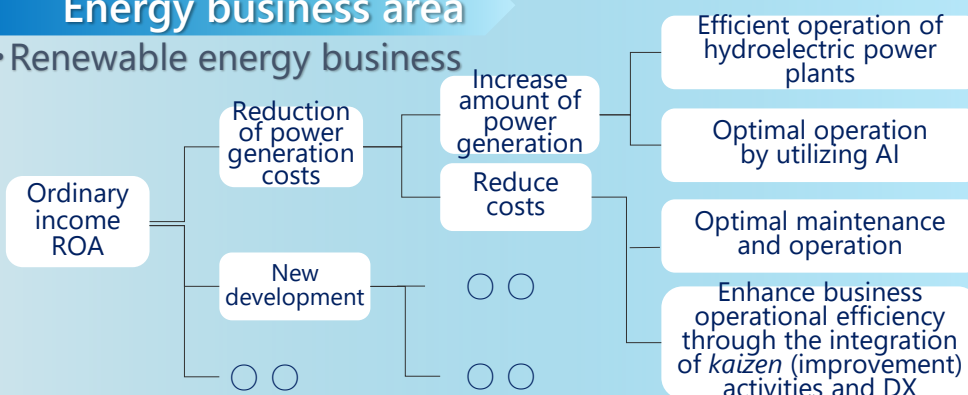 Energy business area
・Renewable energy business
Ordinary
income
ROA
Reduction
of power
generation
costs
New
development
○ ○
Increase
amount of
power
generation
Reduce
costs
○ ○
○ ○
Efficient operation of
hydroelectric power
plants
Optimal operation
by utilizing AI
Optimal maintenance
and operation
Enhance business
operational efficiency
through the integration
of kaizen (improvement)
activities and DX